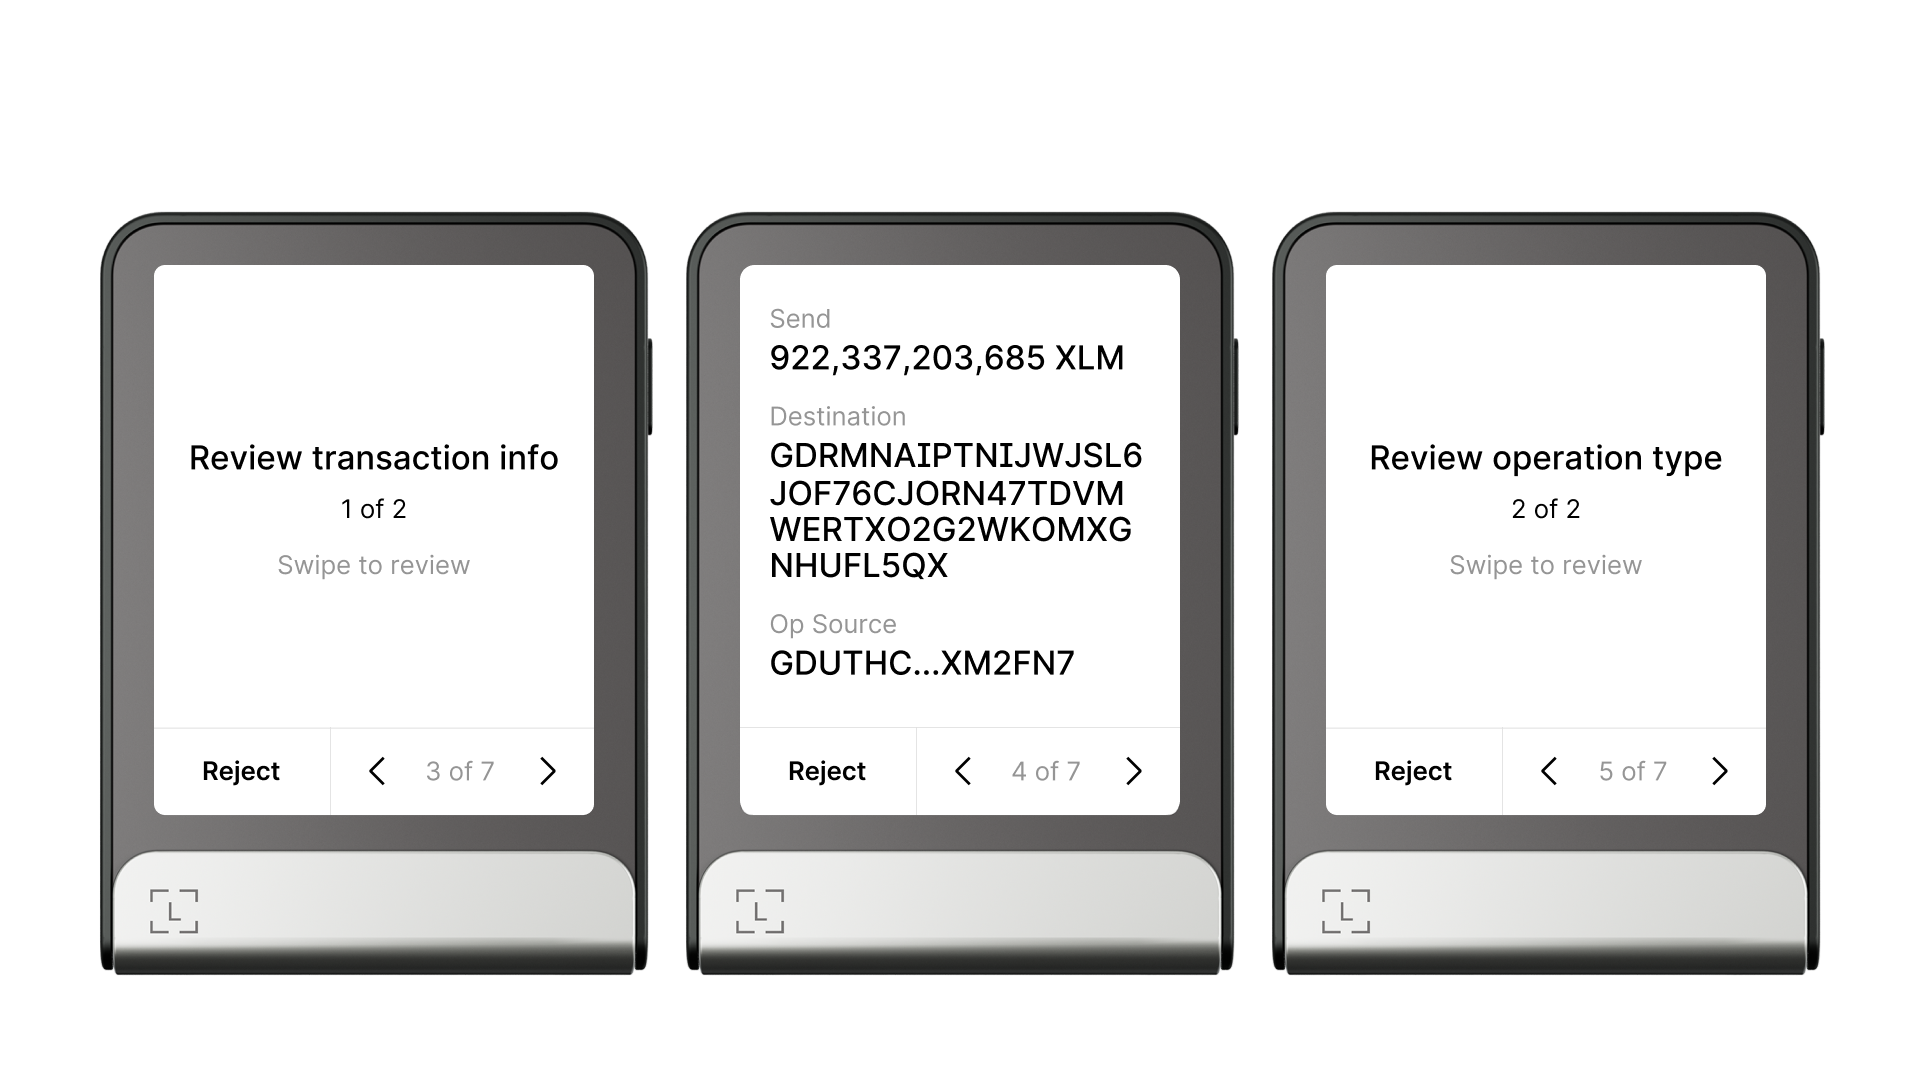 Review transaction info
1 of 2
Swipe to review
Reject
3 of 7
Send
922,337,203,685 XLM
Destination
GDRMNAIPTNIJWJSL6
JOF76CJORN47TDVM
WERTXO2G2WKOMXG
NHUFL5QX
Op Source
GDUTHC...XM2FN7
Reject
4 of 7
Review operation type
2 of 2
Swipe to review
Reject
5 of 7